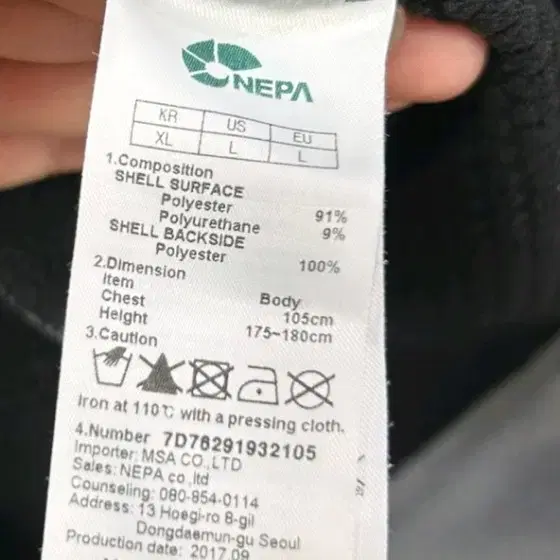 NEPA
KR US EU
XL L L
1.Composition
SHELL SURFACE
Polyester 91%
Polyurethane 9%
SHELL BACKSIDE
Polyester 100%
2.Dimension
Item Body
Chest 105cm
Height 175~180cm
3.Caution
Iron at 110℃ with a pressing cloth.
4.Number 7D76291932105
Importer: MSA CO.,LTD
Sales: NEPA co ltd
Counseling: 080-854-0114
Address: 13 Hoegi-ro 8-gil
Dongdaemun-gu Seoul
Production date: 2017.09